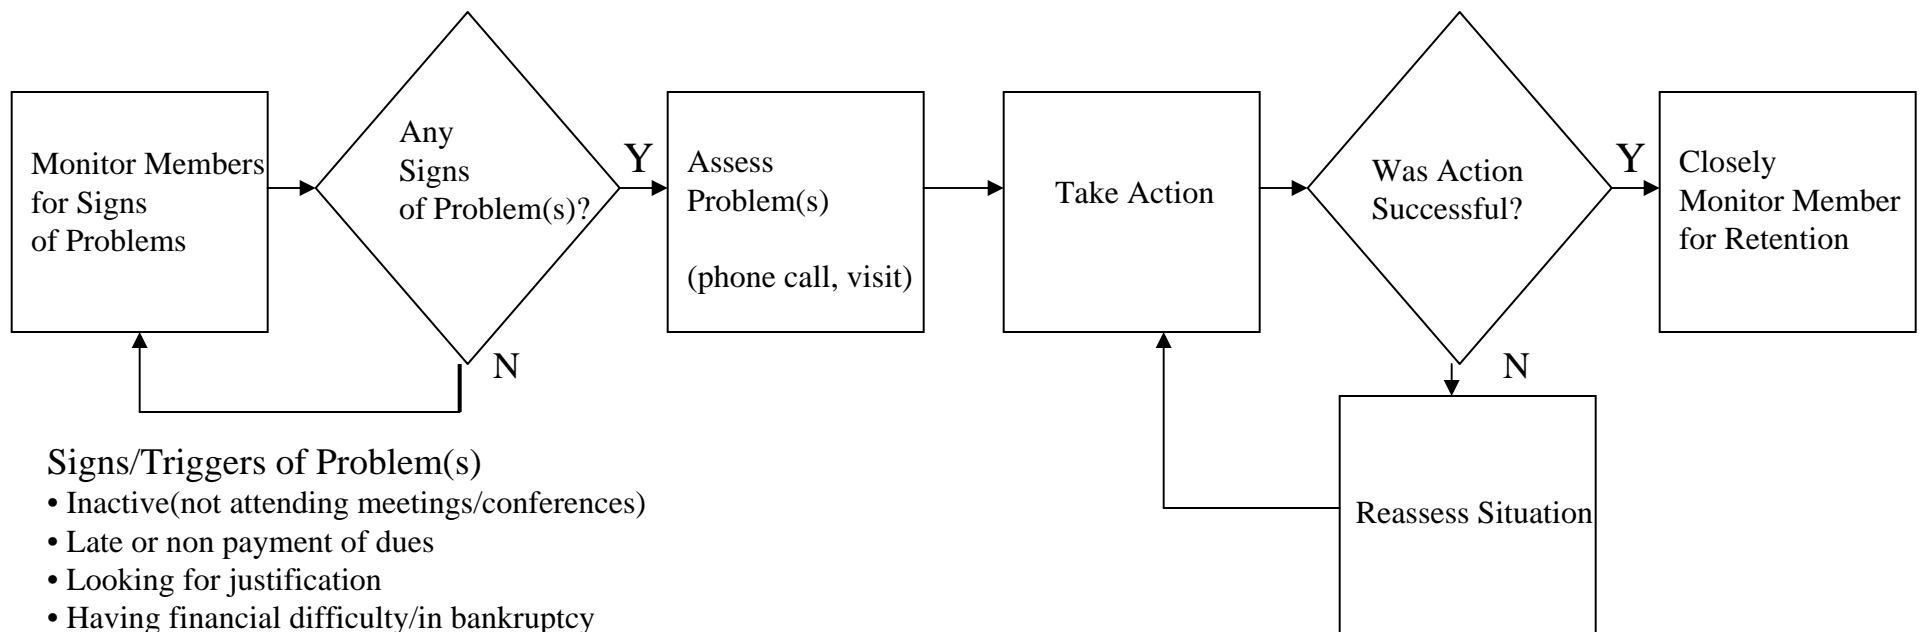 Monitor Members
for Signs
of Problems
Any
Signs
of Problem(s)?
Y
N
Assess
Problem(s)
(phone call, visit)
Take Action
Was Action
Successful?
Y
N
Closely
Monitor Member
for Retention
Reassess Situation
Signs/Triggers of Problem(s)
• Inactive(not attending meetings/conferences)
• Late or non payment of dues
• Looking for justification
• Having financial difficulty/in bankruptcy